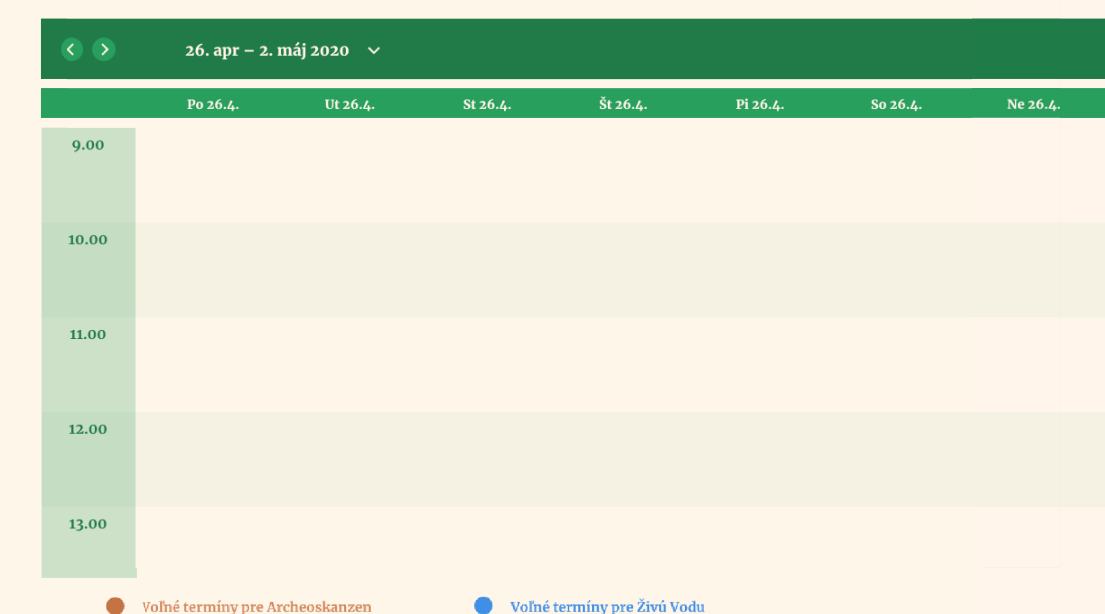 26. apr – 2. máj 2020
Po 26.4. Ut 26.4. St 26.4. Št 26.4. Pi 26.4. So 26.4. Ne 26.4.
9.00
10.00
11.00
12.00
13.00
Voľné termíny pre Archeoskanzen Voľné termíny pre Živú Vodu